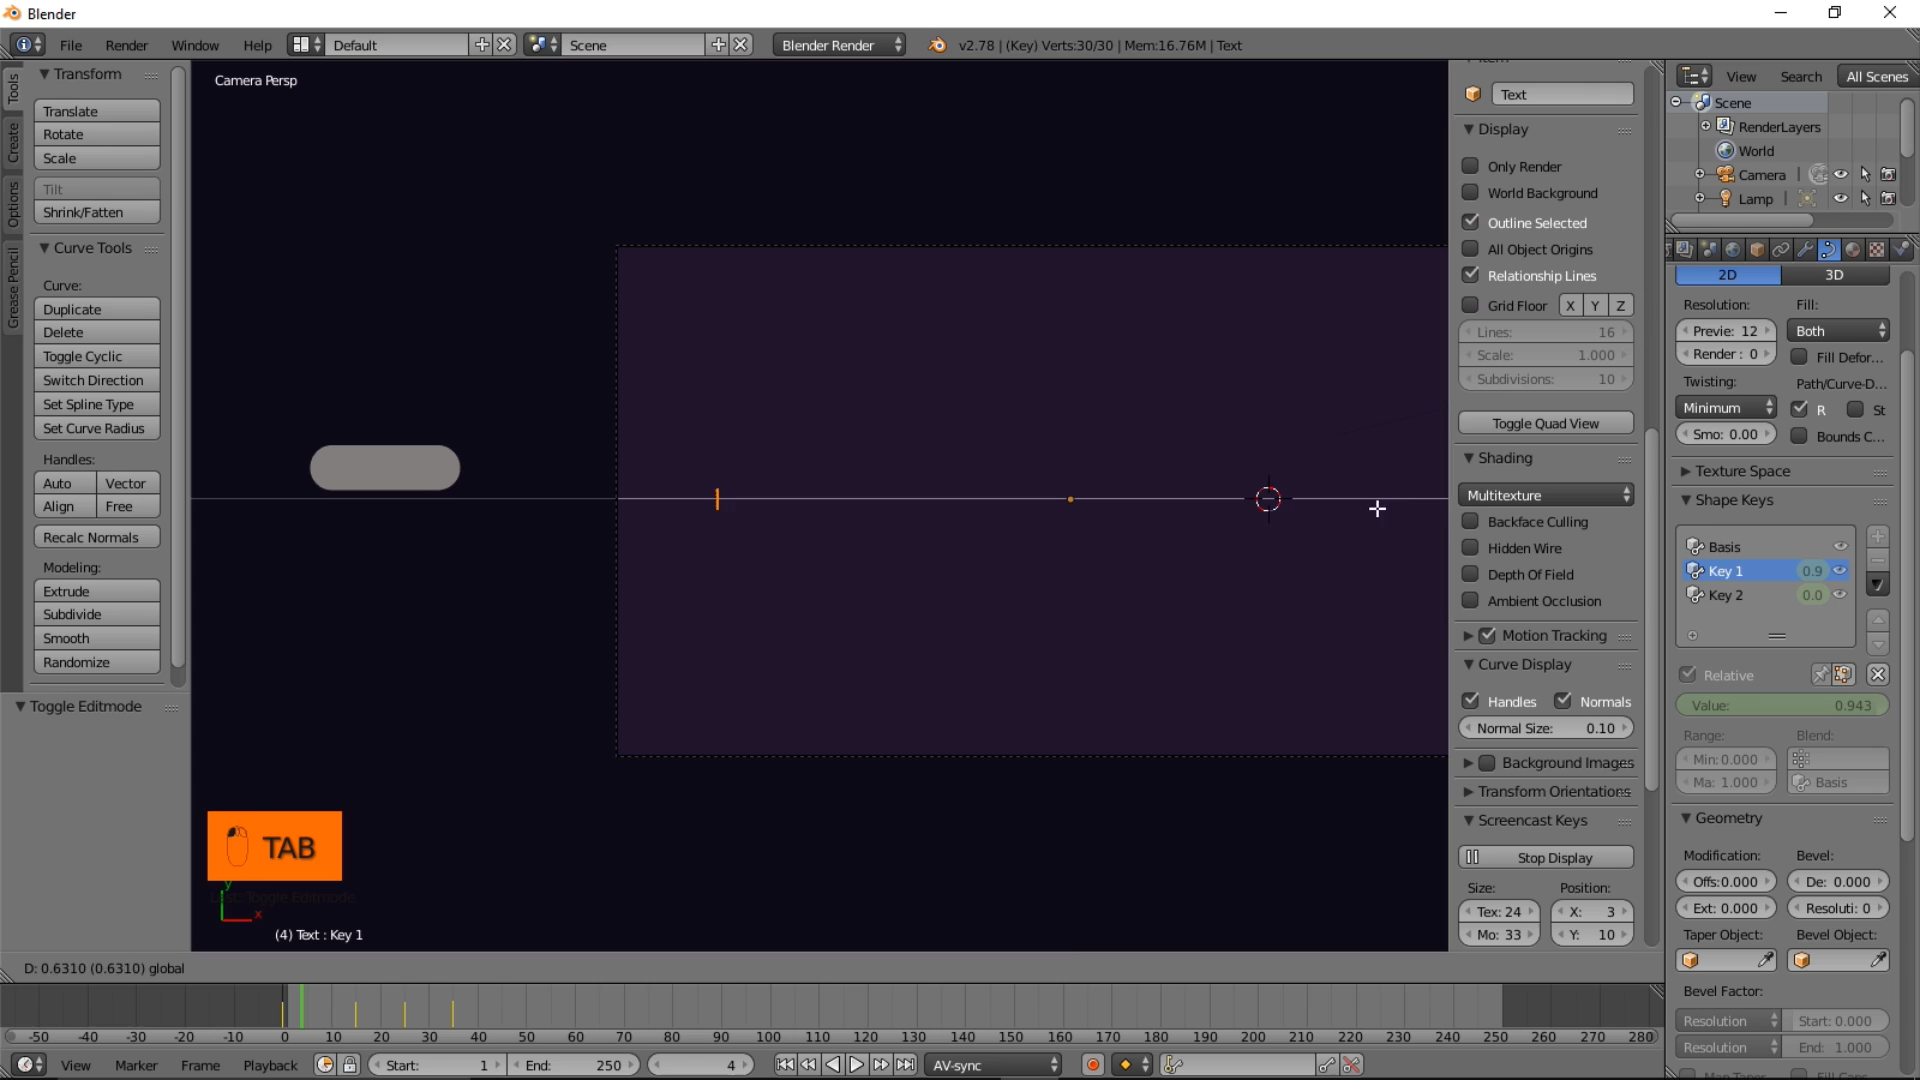 Blender
File Render Window Help Default Scene Blender Render v2.78 | (Key) Verts:30/30 | Mem:16.76M | Text
Tools
Create
Options
Grease Pencil
Transform
Translate
Rotate
Scale
Tilt
Shrink/Fatten
Curve Tools
Curve:
Duplicate
Delete
Toggle Cyclic
Switch Direction
Set Spline Type
Set Curve Radius
Handles:
Auto Vector
Align Free
Recalc Normals
Modeling:
Extrude
Subdivide
Smooth
Randomize
Toggle Editmode
Camera Persp
TAB
Last: Toggle Editmode
y
x
(4) Text : Key 1
Text
Display
Only Render
World Background
Outline Selected
All Object Origins
Relationship Lines
Grid Floor X Y Z
Lines: 16
Scale: 1.000
Subdivisions: 10
Toggle Quad View
Shading
Multitexture
Backface Culling
Hidden Wire
Depth Of Field
Ambient Occlusion
Motion Tracking
Curve Display
Handles Normals
Normal Size: 0.10
Background Images
Transform Orientations
Screencast Keys
Stop Display
Size: Position:
Tex: 24 X: 3
Mo: 33 Y: 10
View Search All Scenes
Scene
RenderLayers
World
Camera |
Lamp |
2D 3D
Resolution: Fill:
Previe: 12 Both
Render: 0 Fill Defor...
Twisting: Path/Curve-D...
Minimum R St
Smo: 0.00 Bounds C...
Texture Space
Shape Keys
Basis
Key 1 0.9
Key 2 0.0
Relative
Value: 0.943
Range: Blend:
Min: 0.000
Ma: 1.000 Basis
Geometry
Modification: Bevel:
Offs:0.000 De: 0.000
Ext: 0.000 Resoluti: 0
Taper Object: Bevel Object:
Bevel Factor:
Resolution Start: 0.000
Resolution End: 1.000
D: 0.6310 (0.6310) global
-50 -40 -30 -20 -10 0 10 20 30 40 50 60 70 80 90 100 110 120 130 140 150 160 170 180 190 200 210 220 230 240 250 260 270 280
View Marker Frame Playback Start: 1 End: 250 4 AV-sync